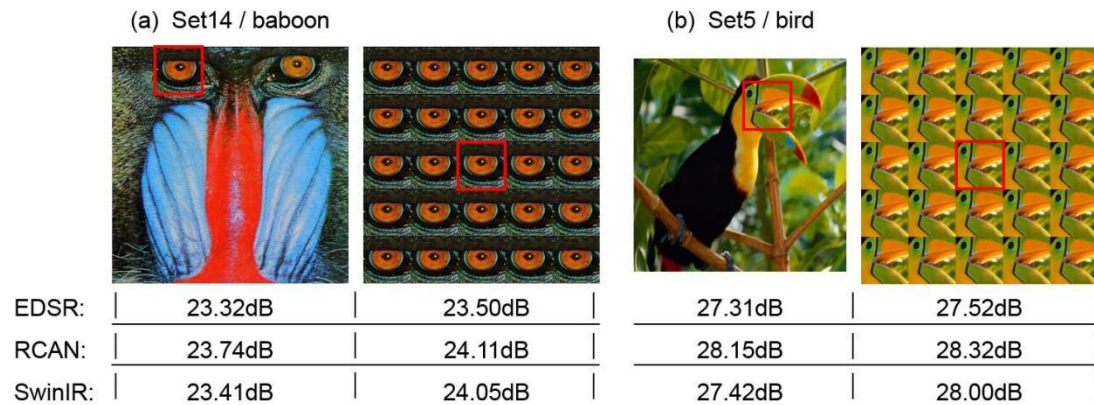 (a) Set14 / baboon (b) Set5 / bird
EDSR: 23.32dB 23.50dB 27.31dB 27.52dB
RCAN: 23.74dB 24.11dB 28.15dB 28.32dB
SwinIR: 23.41dB 24.05dB 27.42dB 28.00dB